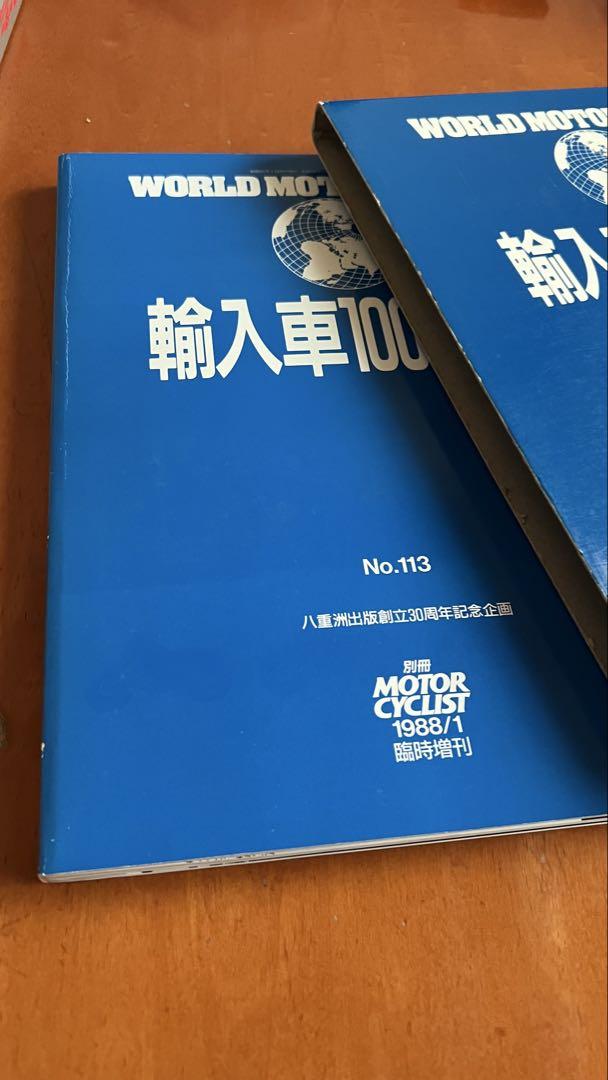 WORLD MOT
輸入車100
No.113
八重洲出版創立30周年記念企画
別冊
MOTOR
CYCLIST
1988/1
臨時増刊
WORLD MOTO
輸入